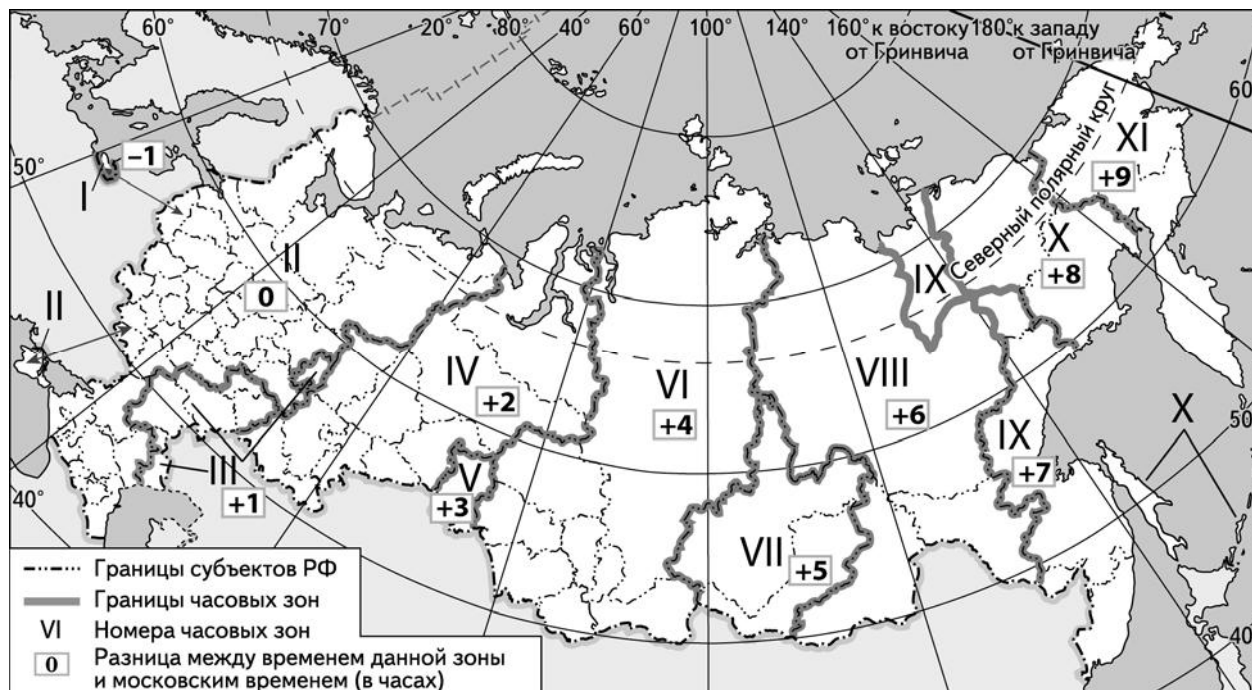 60°
70°
20°
80°
40°
60°
80°
100°
120°
140°
160° к востоку
от Гринвича
180° к западу
от Гринвича
60°
50°
50°
40°
40°
Северный полярный круг
I
–1
II
0
II
III
+1
IV
+2
V
+3
VI
+4
VII
+5
VIII
+6
IX
IX
+7
X
+8
X
XI
+9
Границы субъектов РФ
Границы часовых зон
VI Номера часовых зон
0 Разница между временем данной зоны
и московским временем (в часах)